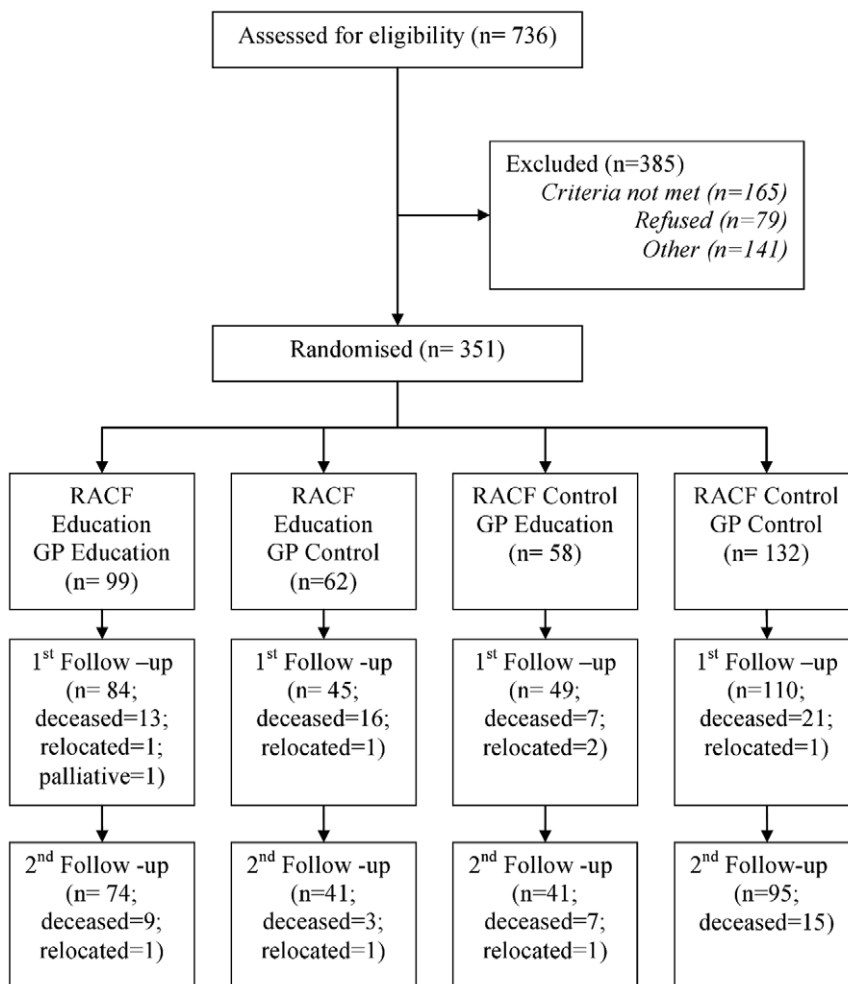 Assessed for eligibility (n= 736)
Excluded (n=385)
Criteria not met (n=165)
Refused (n=79)
Other (n=141)
Randomised (n= 351)
RACF
Education
GP Education
(n= 99)
RACF
Education
GP Control
(n=62)
RACF Control
GP Education
(n= 58)
RACF Control
GP Control
(n= 132)
1st Follow –up
(n= 84;
deceased=13;
relocated=1;
palliative=1)
1st Follow -up
(n= 45;
deceased=16;
relocated=1)
1st Follow –up
(n= 49;
deceased=7;
relocated=2)
1st Follow –up
(n=110;
deceased=21;
relocated=1)
2nd Follow -up
(n= 74;
deceased=9;
relocated=1)
2nd Follow -up
(n=41;
deceased=3;
relocated=1)
2nd Follow -up
(n=41;
deceased=7;
relocated=1)
2nd Follow-up
(n=95;
deceased=15)